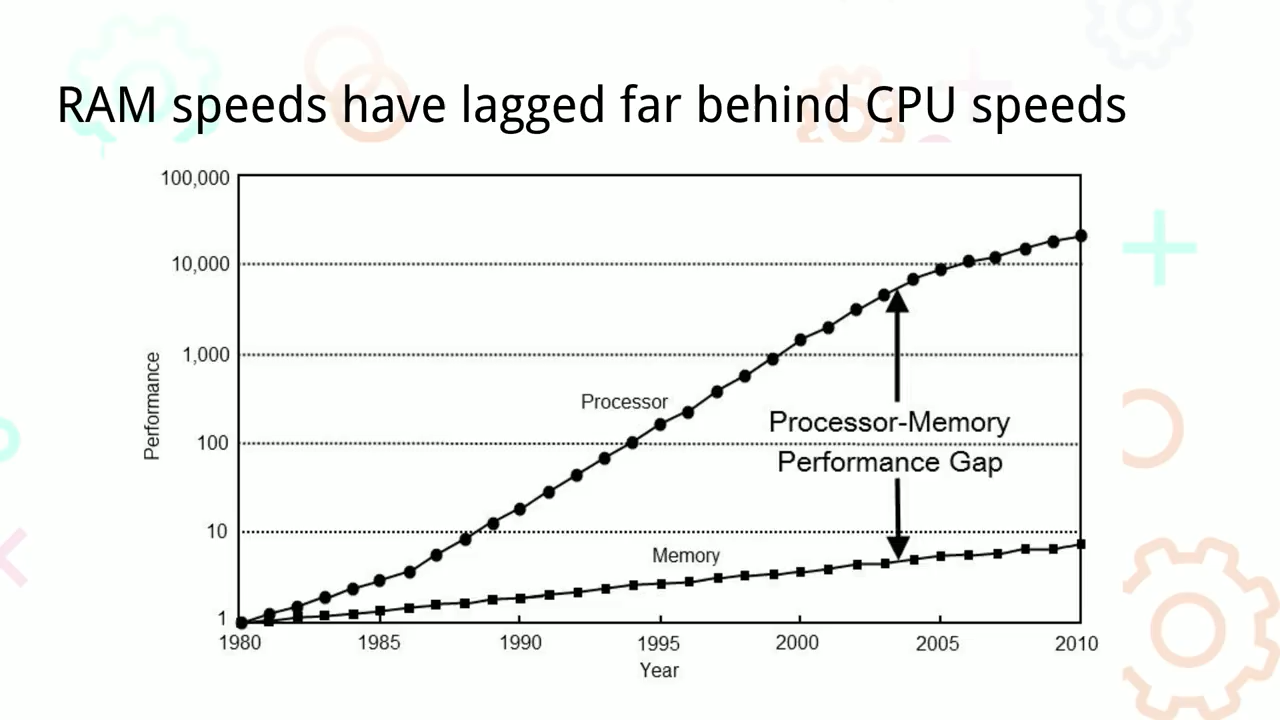 RAM speeds have lagged far behind CPU speeds
100,000
10,000
1,000
100
10
1
Performance
Processor
Processor-Memory
Performance Gap
Memory
1980
1985
1990
1995
2000
2005
2010
Year